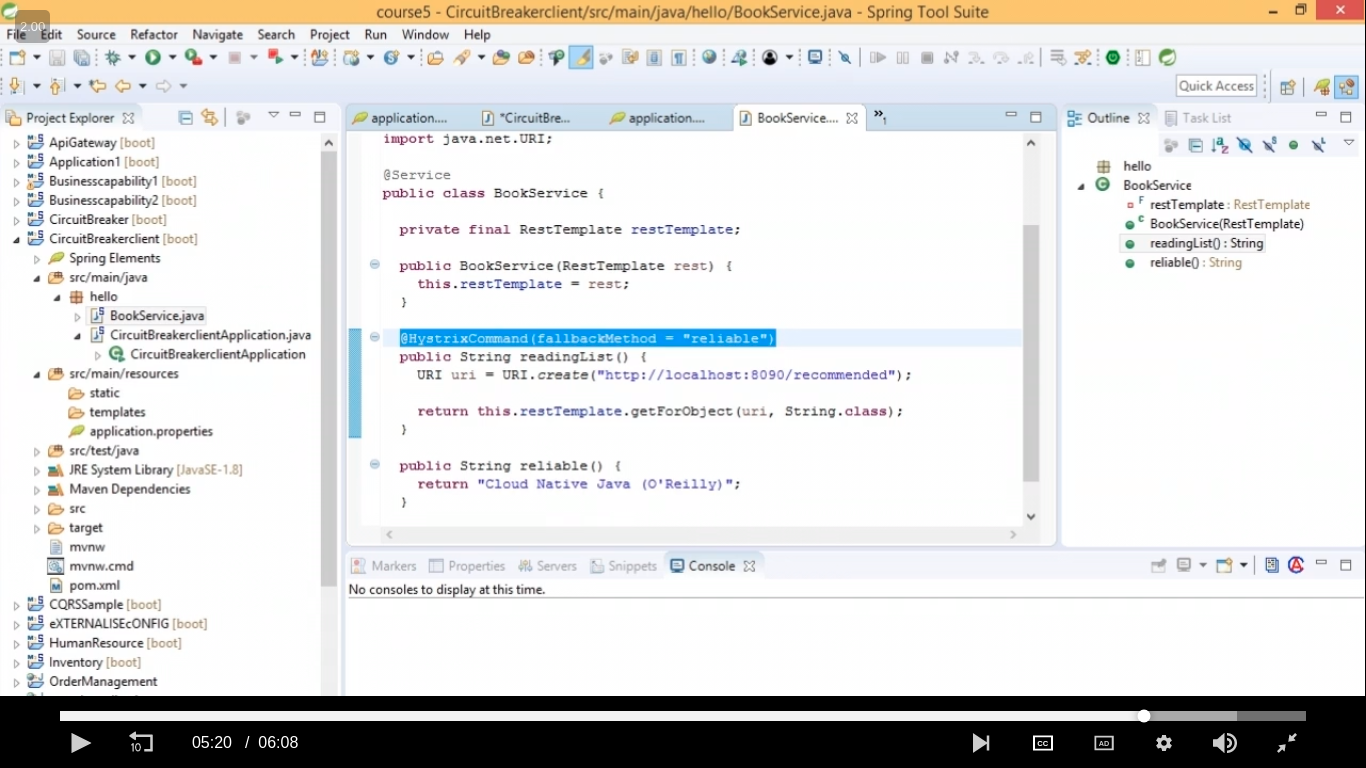 course5 - CircuitBreakerclient/src/main/java/hello/BookService.java - Spring Tool Suite
2.00
File Edit Source Refactor Navigate Search Project Run Window Help
Quick Access
Project Explorer
ApiGateway [boot]
Application1 [boot]
Businesscapability1 [boot]
Businesscapability2 [boot]
CircuitBreaker [boot]
CircuitBreakerclient [boot]
Spring Elements
src/main/java
hello
BookService.java
CircuitBreakerclientApplication.java
CircuitBreakerclientApplication
src/main/resources
static
templates
application.properties
src/test/java
JRE System Library [JavaSE-1.8]
Maven Dependencies
src
target
mvnw
mvnw.cmd
pom.xml
CQRSSample [boot]
eXTERNALISEcONFIG [boot]
HumanResource [boot]
Inventory [boot]
OrderManagement
application.... *CircuitBre... application.... BookService.... »1
import java.net.URI;
@Service
public class BookService {
private final RestTemplate restTemplate;
public BookService(RestTemplate rest) {
this.restTemplate = rest;
}
@HystrixCommand(fallbackMethod = "reliable")
public String readingList() {
URI uri = URI.create("http://localhost:8090/recommended");
return this.restTemplate.getForObject(uri, String.class);
}
public String reliable() {
return "Cloud Native Java (O'Reilly)";
}
Outline Task List
hello
BookService
restTemplate : RestTemplate
BookService(RestTemplate)
readingList() : String
reliable() : String
Markers Properties Servers Snippets Console
No consoles to display at this time.
10 05:20 / 06:08 CC AD